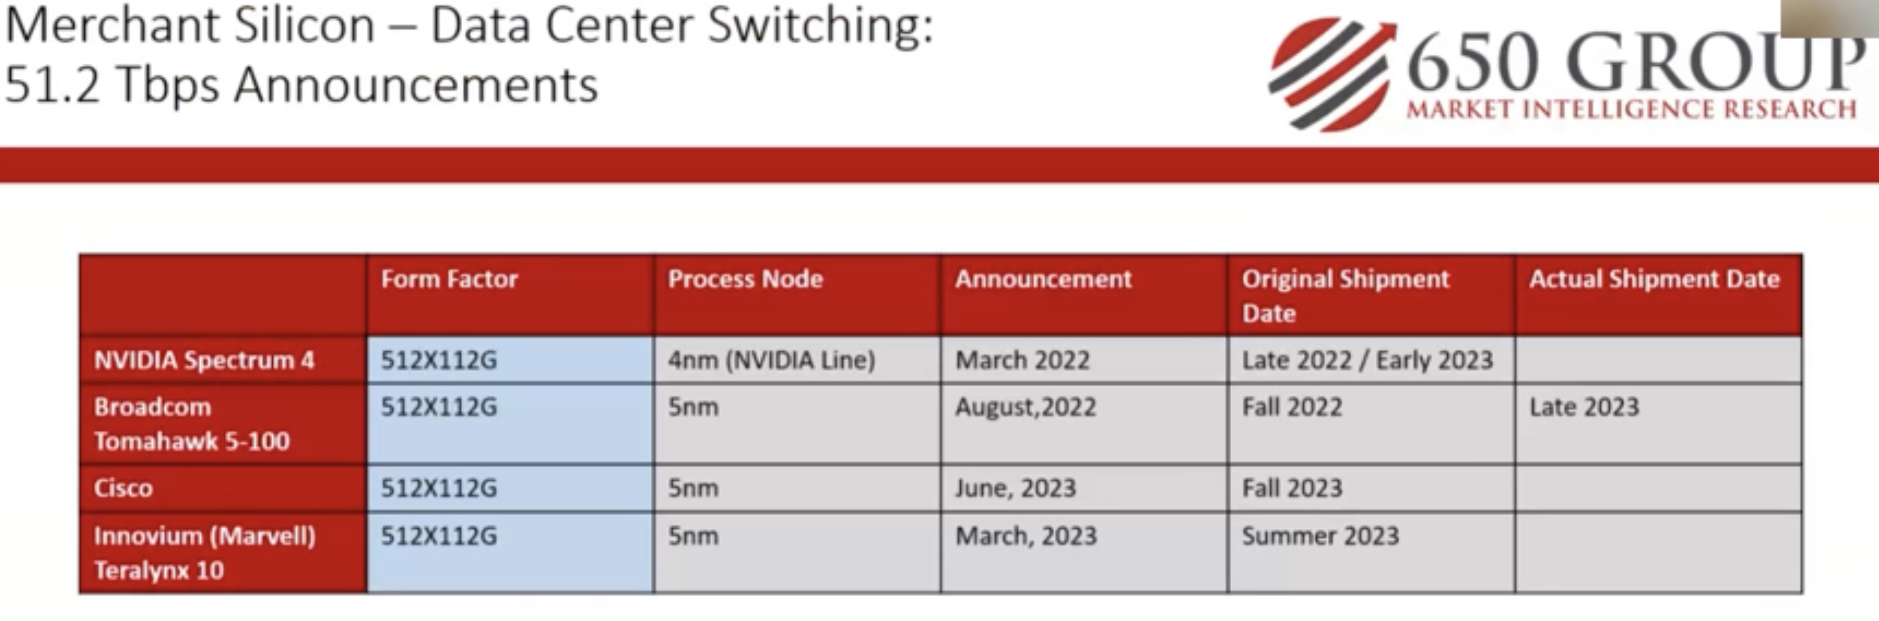 Merchant Silicon – Data Center Switching:
51.2 Tbps Announcements
650 GROUP
MARKET INTELLIGENCE RESEARCH
Form Factor
Process Node
Announcement
Original Shipment
Date
Actual Shipment Date
NVIDIA Spectrum 4
512X112G
4nm (NVIDIA Line)
March 2022
Late 2022 / Early 2023
Broadcom
Tomahawk 5-100
512X112G
5nm
August,2022
Fall 2022
Late 2023
Cisco
512X112G
5nm
June, 2023
Fall 2023
Innovium (Marvell)
Teralynx 10
512X112G
5nm
March, 2023
Summer 2023